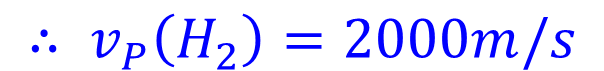 ∴ v_P(H_2) = 2000m/s